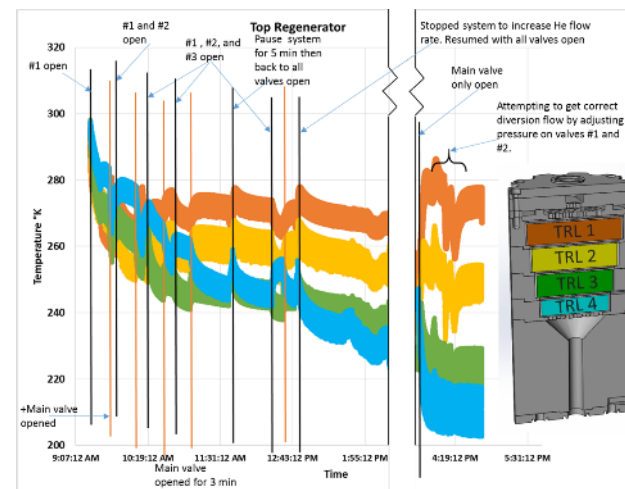 Top Regenerator
#1 and #2
open
#1 open
#1 , #2, and
#3 open
Pause system
for 5 min then
back to all
valves open
Stopped system to increase He flow
rate. Resumed with all valves open
Main valve
only open
Attempting to get correct
diversion flow by adjusting
pressure on valves #1 and
#2.
Temperature °K
320
300
280
260
240
220
200
TRL 1
TRL 2
TRL 3
TRL 4
+Main valve
opened
9:07:12 AM
10:19:12 AM
11:31:12 AM
12:43:12 PM
1:55:12 PM
4:19:12 PM
5:31:12 PM
Main valve
opened for 3 min
Time